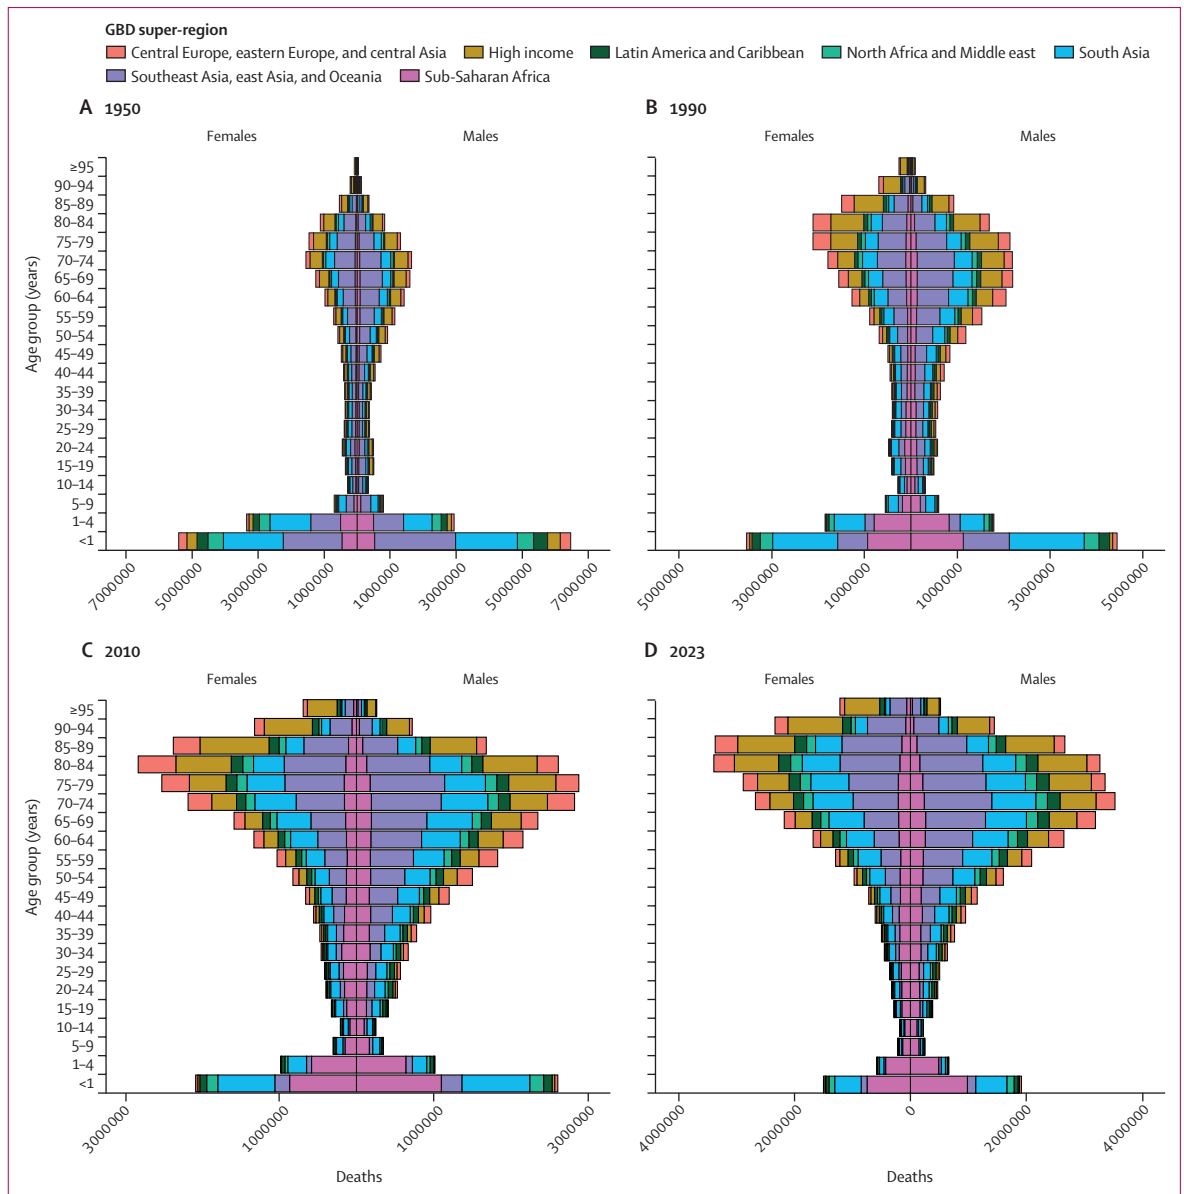 GBD super-region
Central Europe, eastern Europe, and central Asia High income Latin America and Caribbean North Africa and Middle east South Asia
Southeast Asia, east Asia, and Oceania Sub-Saharan Africa
A 1950
Females Males
Age group (years)
≥95
90–94
85–89
80–84
75–79
70–74
65–69
60–64
55–59
50–54
45–49
40–44
35–39
30–34
25–29
20–24
15–19
10–14
5–9
1–4
<1
7000000 5000000 3000000 1000000 1000000 3000000 5000000 7000000
B 1990
Females Males
5000000 3000000 1000000 1000000 3000000 5000000
C 2010
Females Males
Age group (years)
≥95
90–94
85–89
80–84
75–79
70–74
65–69
60–64
55–59
50–54
45–49
40–44
35–39
30–34
25–29
20–24
15–19
10–14
5–9
1–4
<1
3000000 1000000 1000000 3000000
Deaths
D 2023
Females Males
4000000 2000000 0 2000000 4000000
Deaths